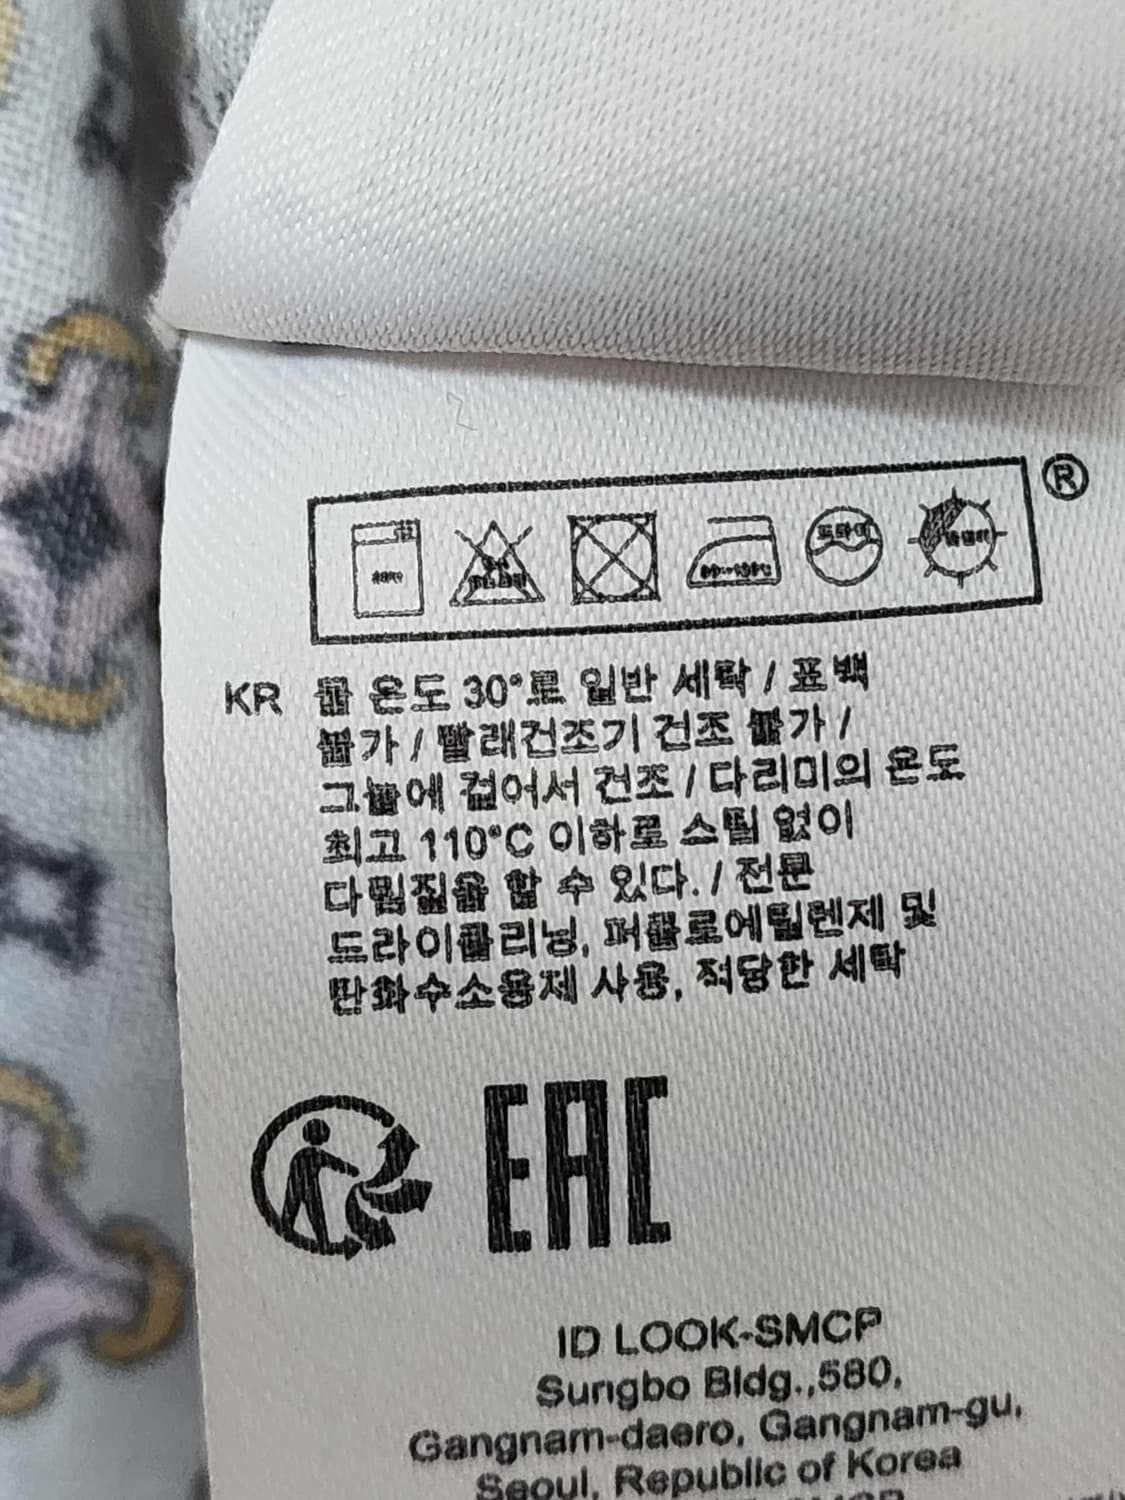 ®
드라이
KR 물 온도 30°로 일반 세탁 / 표백
불가 / 빨래건조기 건조 불가 /
그늘에 걸어서 건조 / 다리미의 온도
최고 110°C 이하로 스팀 없이
다림질을 할 수 있다. / 전문
드라이클리닝, 퍼클로에틸렌제 및
탄화수소용제 사용, 적당한 세탁
EAC
ID LOOK-SMCP
Sungbo Bldg.,580,
Gangnam-daero, Gangnam-gu,
Seoul, Republic of Korea